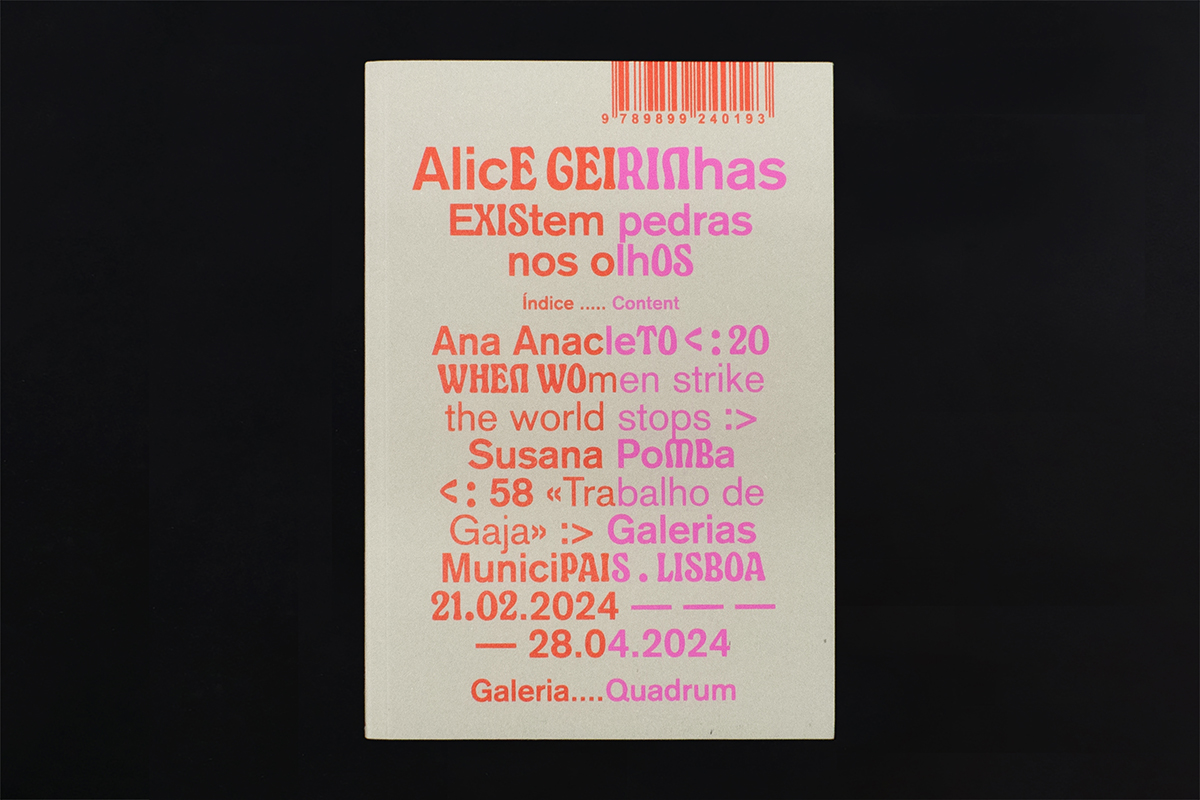 9 789899 240193
AlicE GEIRINhas
EXIStem pedras
nos olhOS
Índice ..... Content
Ana AnacleTO <:20
WHEN WOmen strike
the world stops :>
Susana PoMBa
<: 58 «Trabalho de
Gaja» :> Galerias
MuniciPAIS . LISBOA
21.02.2024 — — —
— 28.04.2024
Galeria....Quadrum